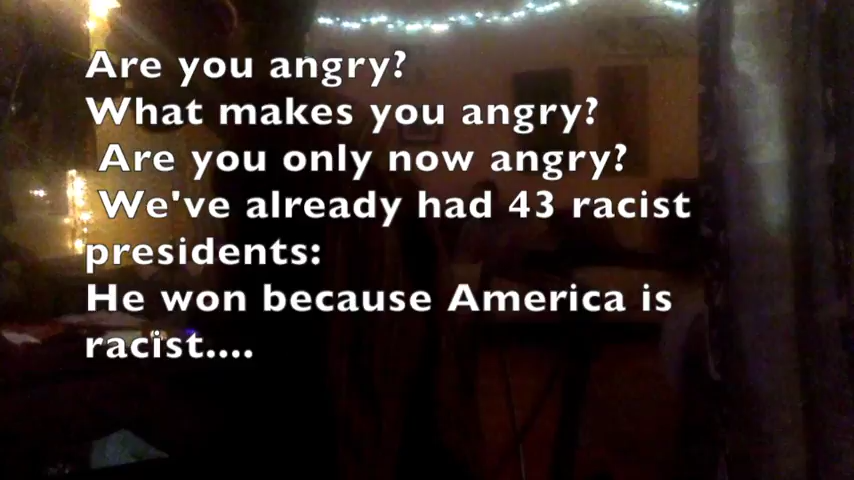 Are you angry?
What makes you angry?
Are you only now angry?
We've already had 43 racist
presidents:
He won because America is
racist....